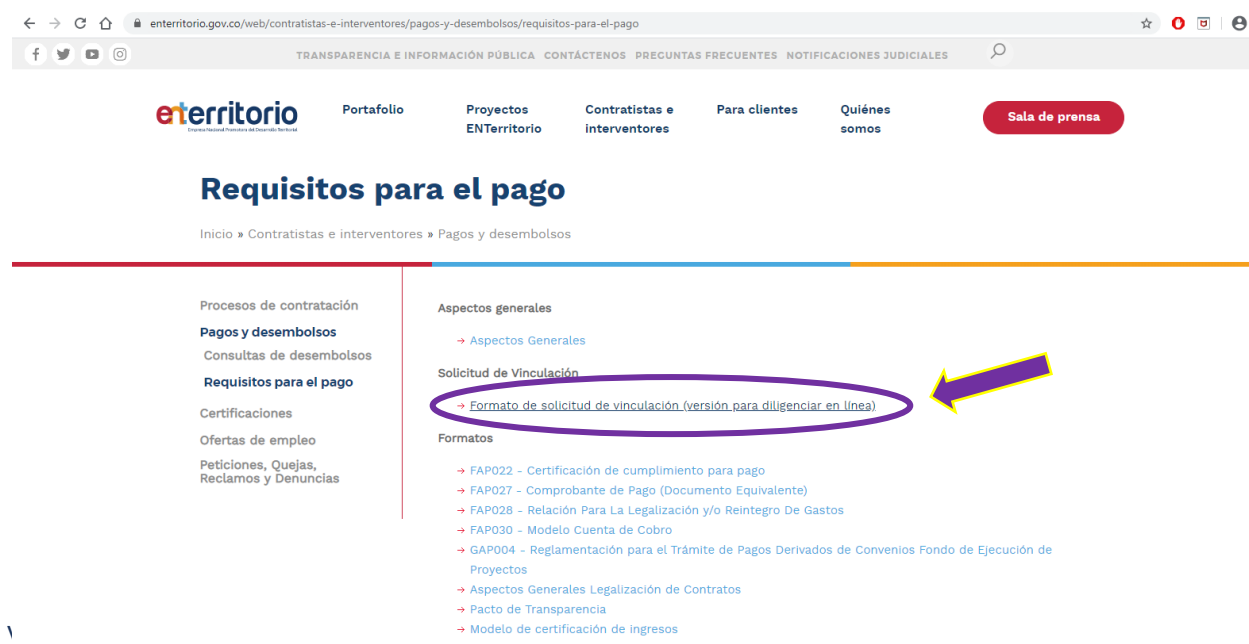 enterritorio.gov.co/web/contratistas-e-interventores/pagos-y-desembolsos/requisitos-para-el-pago
TRANSPARENCIA E INFORMACIÓN PÚBLICA CONTÁCTENOS PREGUNTAS FRECUENTES NOTIFICACIONES JUDICIALES
enterritorio
Empresa Nacional Promotora del Desarrollo Territorial
Portafolio
Proyectos
ENTerritorio
Contratistas e
interventores
Para clientes
Quiénes
somos
Sala de prensa
Requisitos para el pago
Inicio » Contratistas e interventores » Pagos y desembolsos
Procesos de contratación
Pagos y desembolsos
Consultas de desembolsos
Requisitos para el pago
Certificaciones
Ofertas de empleo
Peticiones, Quejas,
Reclamos y Denuncias
Aspectos generales
→ Aspectos Generales
Solicitud de Vinculación
→ Formato de solicitud de vinculación (versión para diligenciar en línea)
Formatos
→ FAP022 - Certificación de cumplimiento para pago
→ FAP027 - Comprobante de Pago (Documento Equivalente)
→ FAP028 - Relación Para La Legalización y/o Reintegro De Gastos
→ FAP030 - Modelo Cuenta de Cobro
→ GAP004 - Reglamentación para el Trámite de Pagos Derivados de Convenios Fondo de Ejecución de
Proyectos
→ Aspectos Generales Legalización de Contratos
→ Pacto de Transparencia
→ Modelo de certificación de ingresos